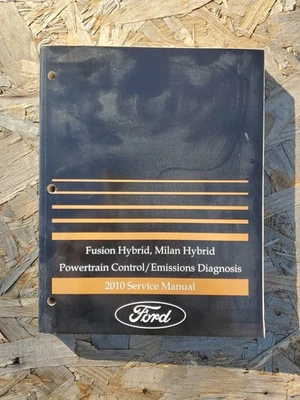 Fusion Hybrid, Milan Hybrid
Powertrain Control/Emissions Diagnosis
2010 Service Manual
Ford